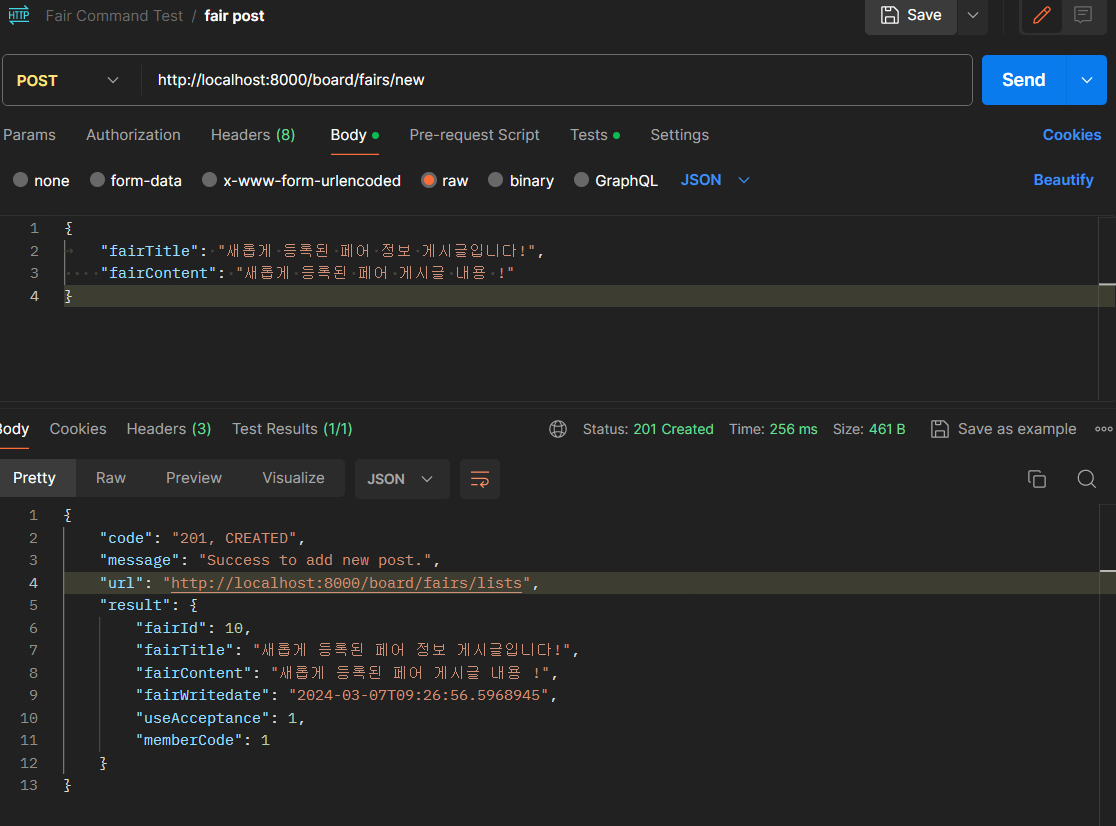 HTTP Fair Command Test / fair post Save
POST http://localhost:8000/board/fairs/new Send
Params Authorization Headers (8) Body Pre-request Script Tests Settings Cookies
none form-data x-www-form-urlencoded raw binary GraphQL JSON Beautify
1 {
2 "fairTitle": "새롭게 등록된 페어 정보 게시글입니다!",
3 "fairContent": "새롭게 등록된 페어 게시글 내용 !"
4 }
Body Cookies Headers (3) Test Results (1/1) Status: 201 Created Time: 256 ms Size: 461 B Save as example
Pretty Raw Preview Visualize JSON
1 {
2 "code": "201, CREATED",
3 "message": "Success to add new post.",
4 "url": "http://localhost:8000/board/fairs/lists",
5 "result": {
6 "fairId": 10,
7 "fairTitle": "새롭게 등록된 페어 정보 게시글입니다!",
8 "fairContent": "새롭게 등록된 페어 게시글 내용 !",
9 "fairWritedate": "2024-03-07T09:26:56.5968945",
10 "useAcceptance": 1,
11 "memberCode": 1
12 }
13 }